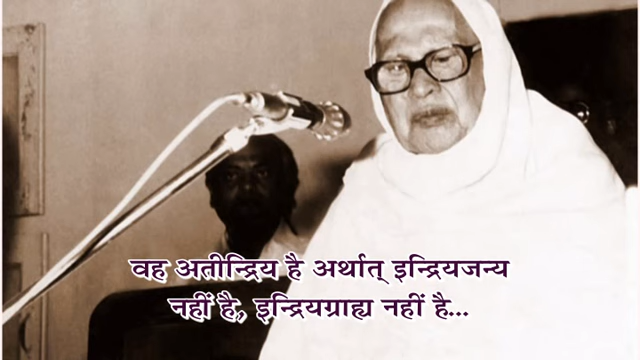 वह अतीन्द्रिय है अर्थात् इन्द्रियजन्य
नहीं है, इन्द्रियग्राह्य नहीं है...